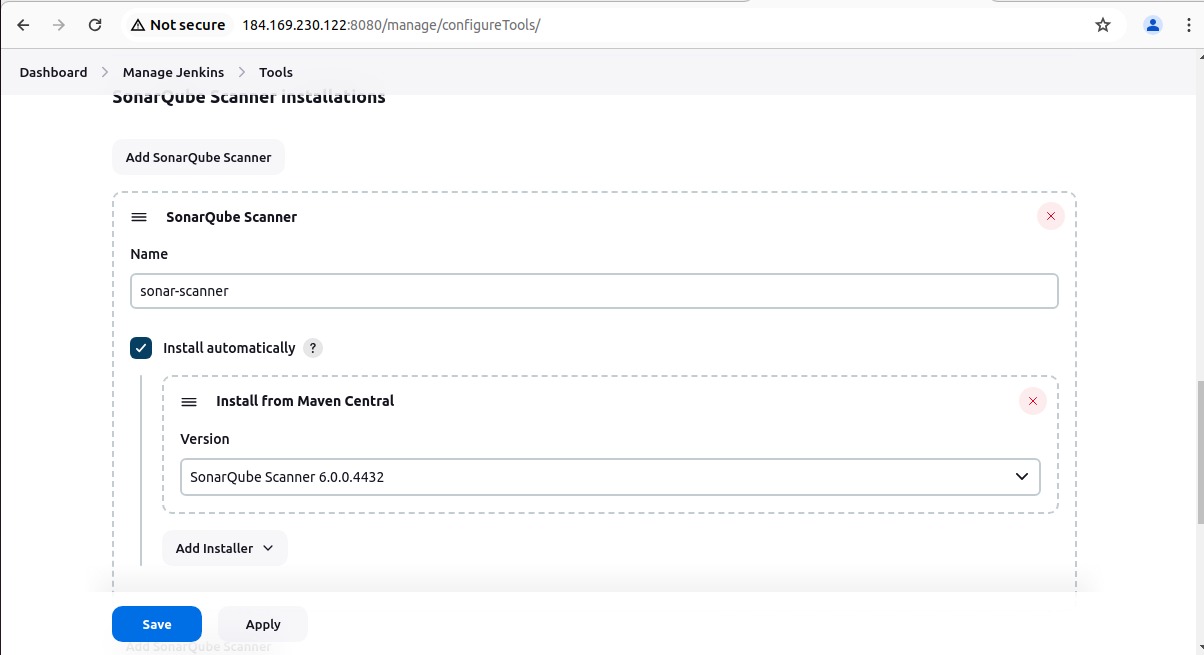 Not secure 184.169.230.122:8080/manage/configureTools/
Dashboard > Manage Jenkins > Tools
SonarQube Scanner installations
Add SonarQube Scanner
SonarQube Scanner
Name
sonar-scanner
Install automatically ?
Install from Maven Central
Version
SonarQube Scanner 6.0.0.4432
Add Installer
Save Apply
Add SonarQube Scanner